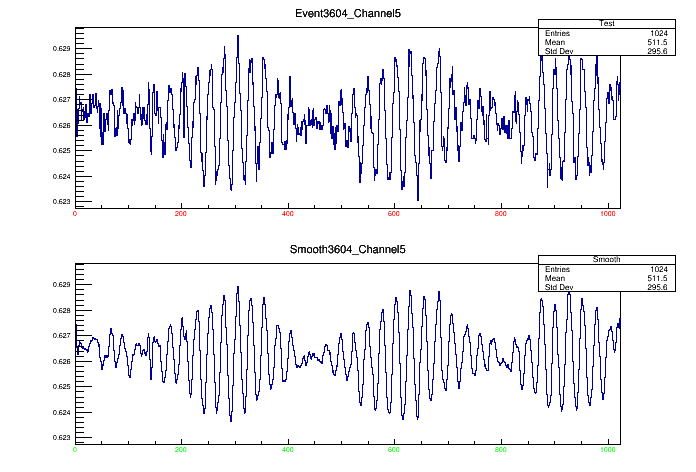 Event3604_Channel5
Test
Entries 1024
Mean 511.5
Std Dev 295.6
0.629
0.628
0.627
0.626
0.625
0.624
0.623
0 200 400 600 800 1000
Smooth3604_Channel5
Smooth
Entries 1024
Mean 511.5
Std Dev 295.6
0.629
0.628
0.627
0.626
0.625
0.624
0.623
0 200 400 600 800 1000